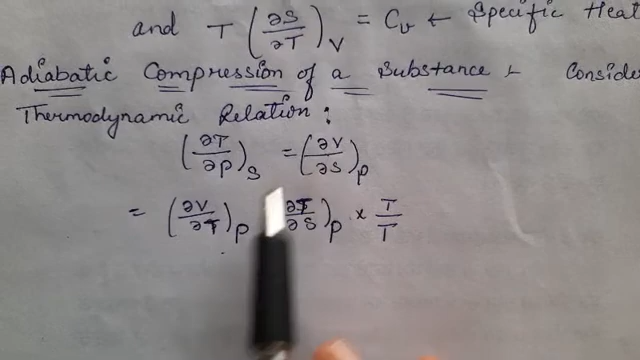 and T (∂S/∂T)_V = C_v ← Specific Heat
Adiabatic Compression of a Substance :- Conside
Thermodynamic Relation :
(∂T/∂P)_S = (∂V/∂S)_P
= (∂V/∂T)_P (∂T/∂S)_P × T/T